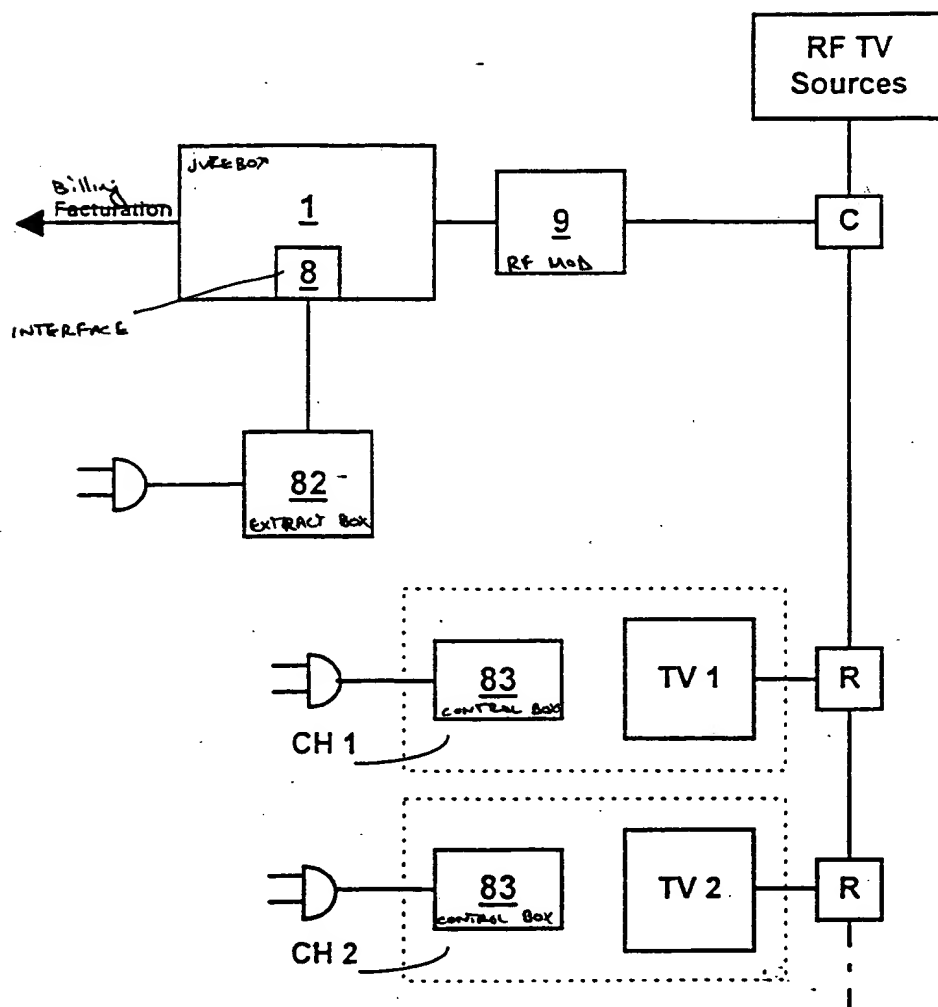 RF TV
Sources
JUKEBOX
Billing
Facturation
1
9
C
8
RF MOD
INTERFACE
82
EXTRACT BOX
83
CONTROL BOX
TV 1
R
CH 1
83
CONTROL BOX
TV 2
R
CH 2